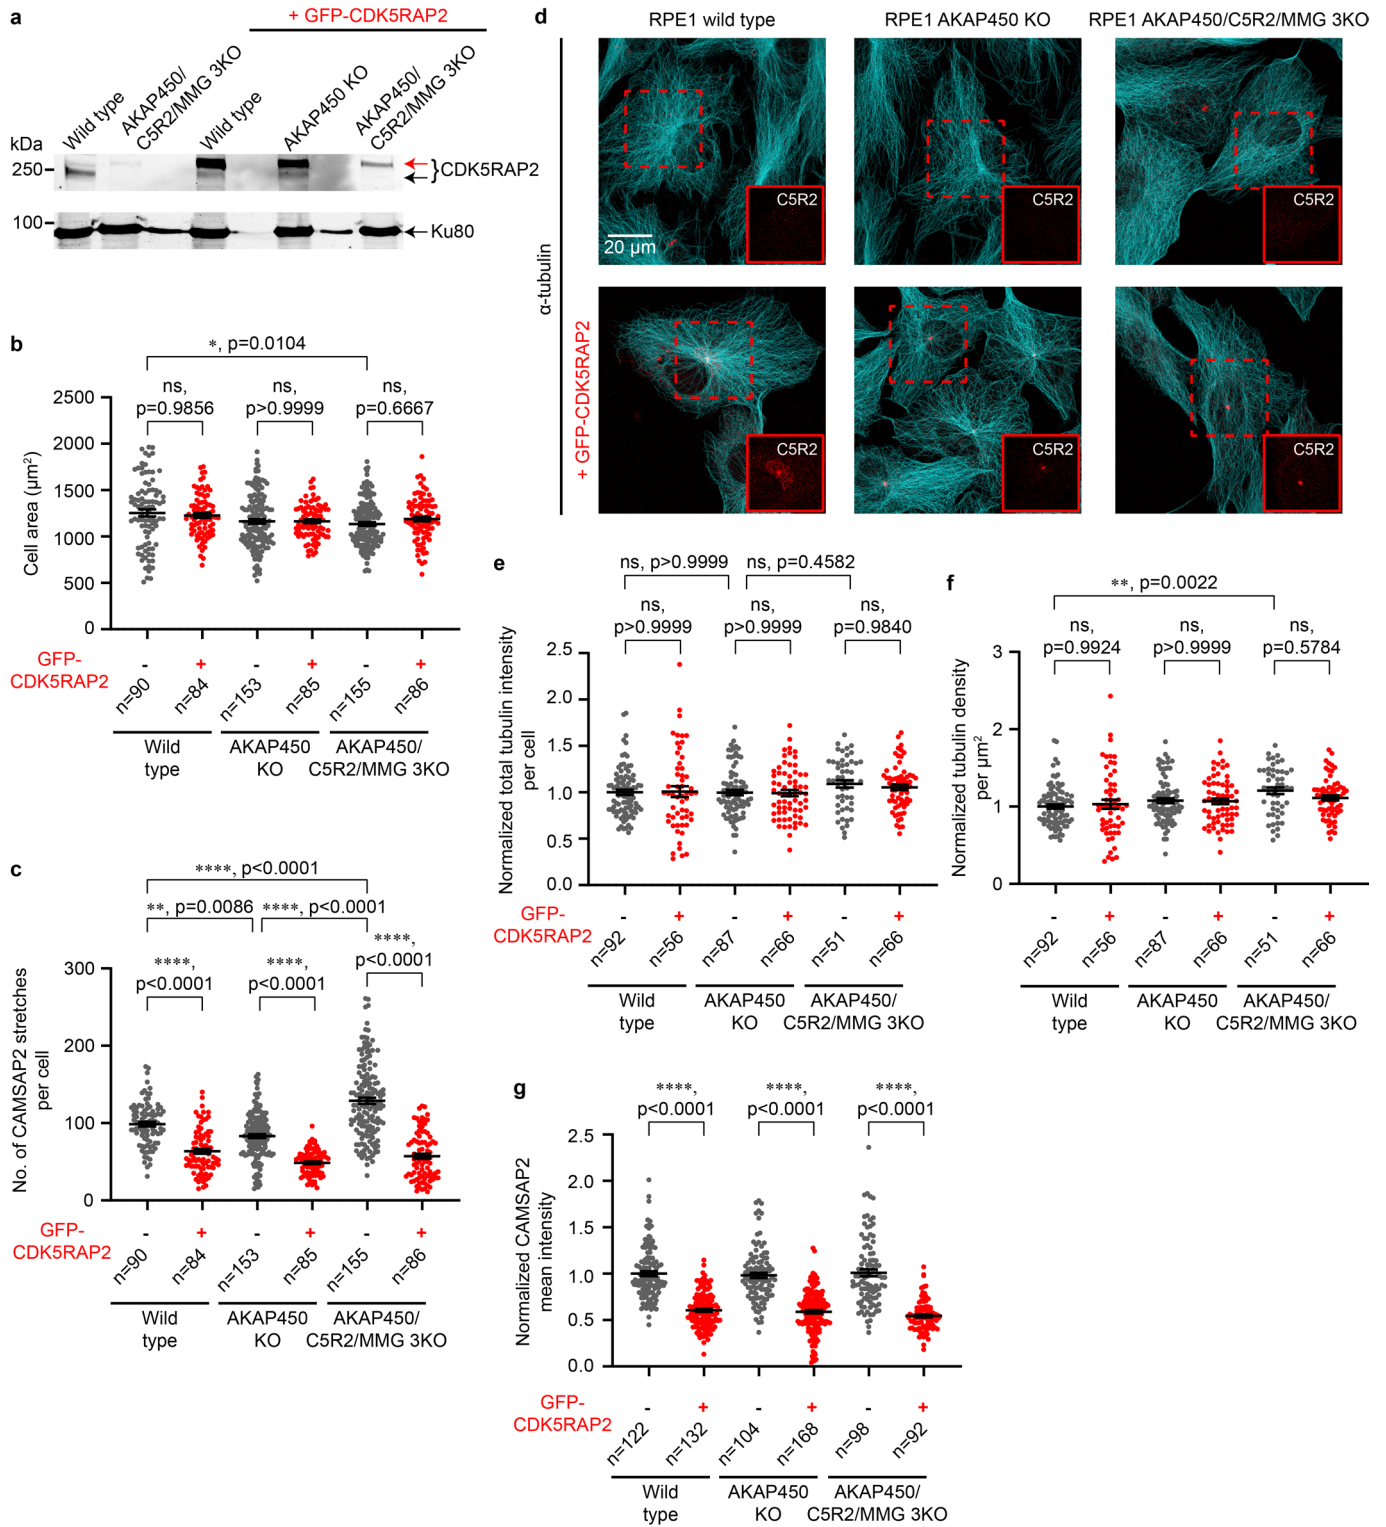 a
+ GFP-CDK5RAP2
Wild type
AKAP450/
C5R2/MMG 3KO
Wild type
AKAP450 KO
AKAP450/
C5R2/MMG 3KO
kDa
250
CDK5RAP2
100
Ku80
b
*, p=0.0104
ns,
p=0.9856
ns,
p>0.9999
ns,
p=0.6667
Cell area (µm²)
2500
2000
1500
1000
500
0
GFP-
CDK5RAP2
- + - + - +
n=90 n=84 n=153 n=85 n=155 n=86
Wild
type
AKAP450
KO
AKAP450/
C5R2/MMG 3KO
c
****, p<0.0001
**, p=0.0086
****, p<0.0001
****,
p<0.0001
****,
p<0.0001
****,
p<0.0001
No. of CAMSAP2 stretches
per cell
300
200
100
0
GFP-
CDK5RAP2
- + - + - +
n=90 n=84 n=153 n=85 n=155 n=86
Wild
type
AKAP450
KO
AKAP450/
C5R2/MMG 3KO
d
RPE1 wild type
RPE1 AKAP450 KO
RPE1 AKAP450/C5R2/MMG 3KO
α-tubulin
C5R2
20 µm
C5R2
C5R2
+ GFP-CDK5RAP2
C5R2
C5R2
C5R2
e
ns, p>0.9999
ns, p=0.4582
ns,
p>0.9999
ns,
p>0.9999
ns,
p=0.9840
Normalized total tubulin intensity
per cell
2.5
2.0
1.5
1.0
0.5
0.0
GFP-
CDK5RAP2
- + - + - +
n=92 n=56 n=87 n=66 n=51 n=66
Wild
type
AKAP450
KO
AKAP450/
C5R2/MMG 3KO
f
**, p=0.0022
ns,
p=0.9924
ns,
p>0.9999
ns,
p=0.5784
Normalized tubulin density
per µm²
3
2
1
0
- + - + - +
n=92 n=56 n=87 n=66 n=51 n=66
Wild
type
AKAP450
KO
AKAP450/
C5R2/MMG 3KO
g
****,
p<0.0001
****,
p<0.0001
****,
p<0.0001
Normalized CAMSAP2
mean intensity
2.5
2.0
1.5
1.0
0.5
0.0
GFP-
CDK5RAP2
- + - + - +
n=122 n=132 n=104 n=168 n=98 n=92
Wild
type
AKAP450
KO
AKAP450/
C5R2/MMG 3KO